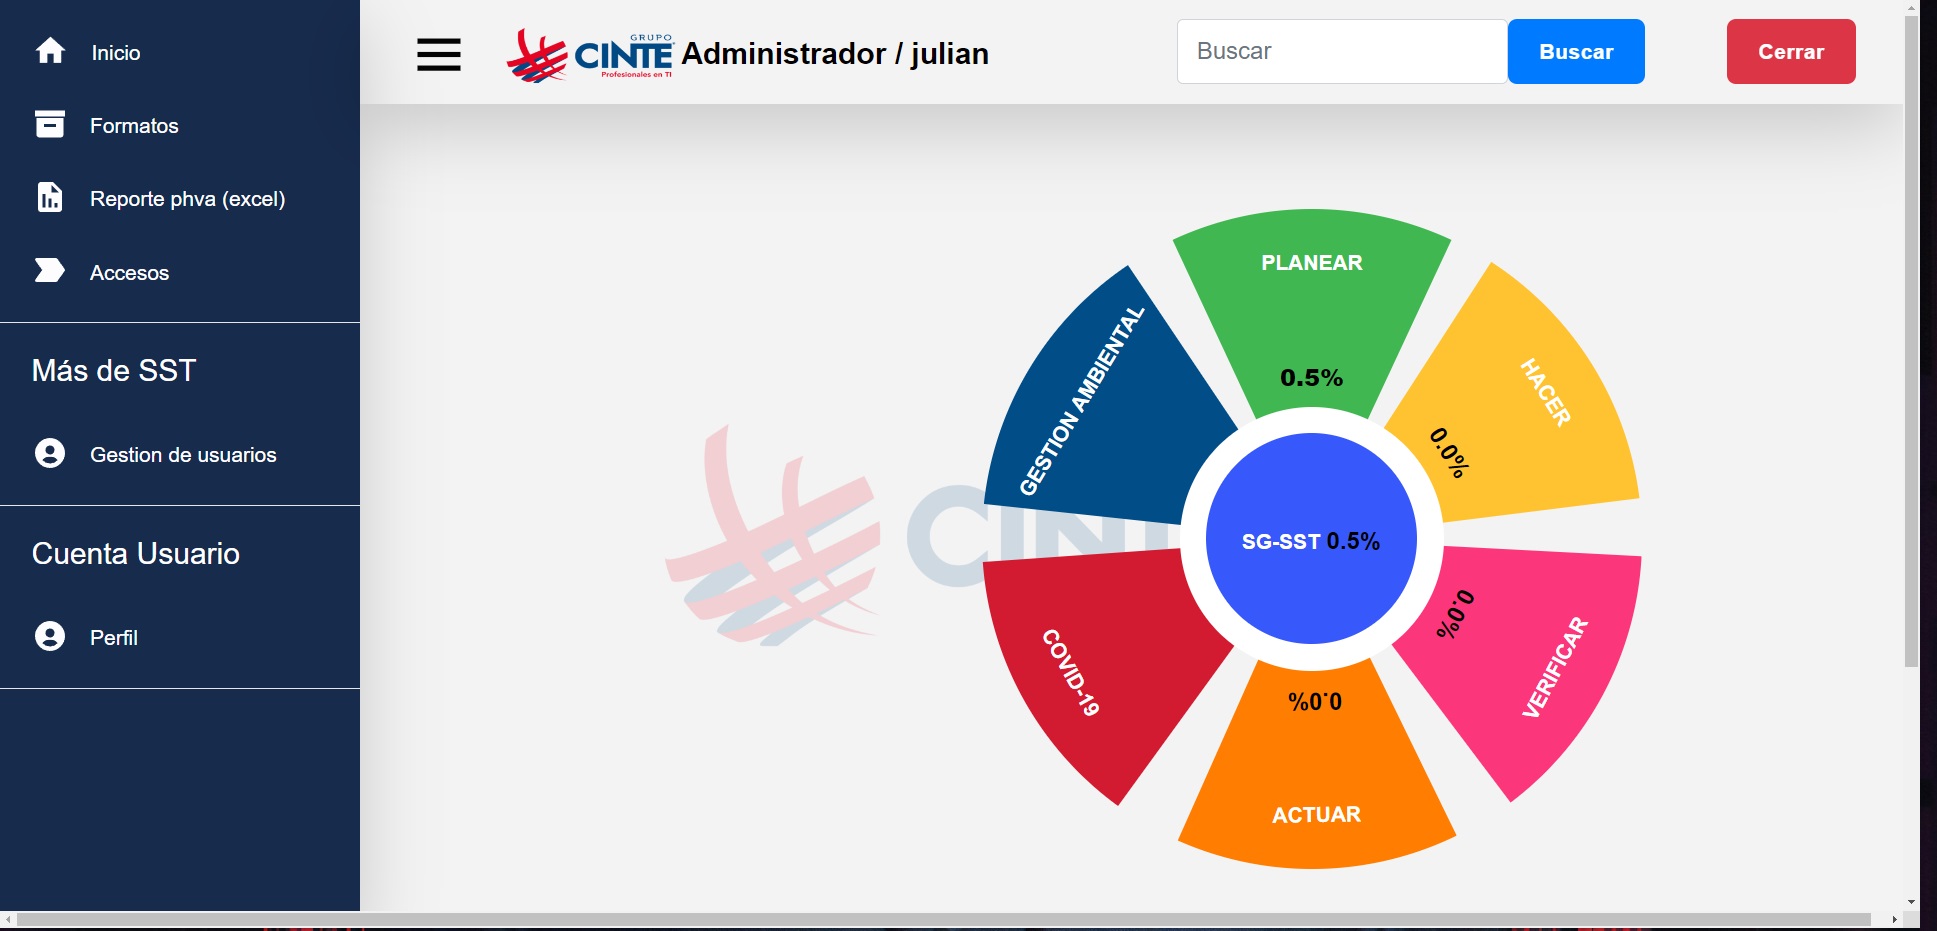 Inicio
Formatos
Reporte phva (excel)
Accesos
Más de SST
Gestion de usuarios
Cuenta Usuario
Perfil
GRUPO
CINTE
Profesionales en TI
Administrador / julian
Buscar
Buscar
Cerrar
PLANEAR
0.5%
HACER
0.0%
VERIFICAR
0.0%
ACTUAR
0.0%
COVID-19
GESTION AMBIENTAL
SG-SST 0.5%
CINT